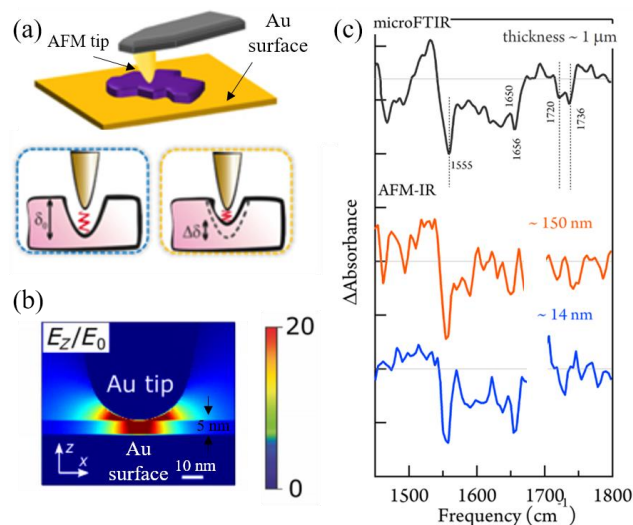 (a)
AFM tip
Au
surface
δ₀
Δδ
(b)
E_Z/E_0
Au tip
5 nm
Au
surface
z
x
10 nm
20
0
(c)
microFTIR
thickness ~ 1 μm
1650
1720
1736
1656
1555
AFM-IR
~ 150 nm
~ 14 nm
ΔAbsorbance
1500
1600
1700
1800
Frequency (cm⁻¹)